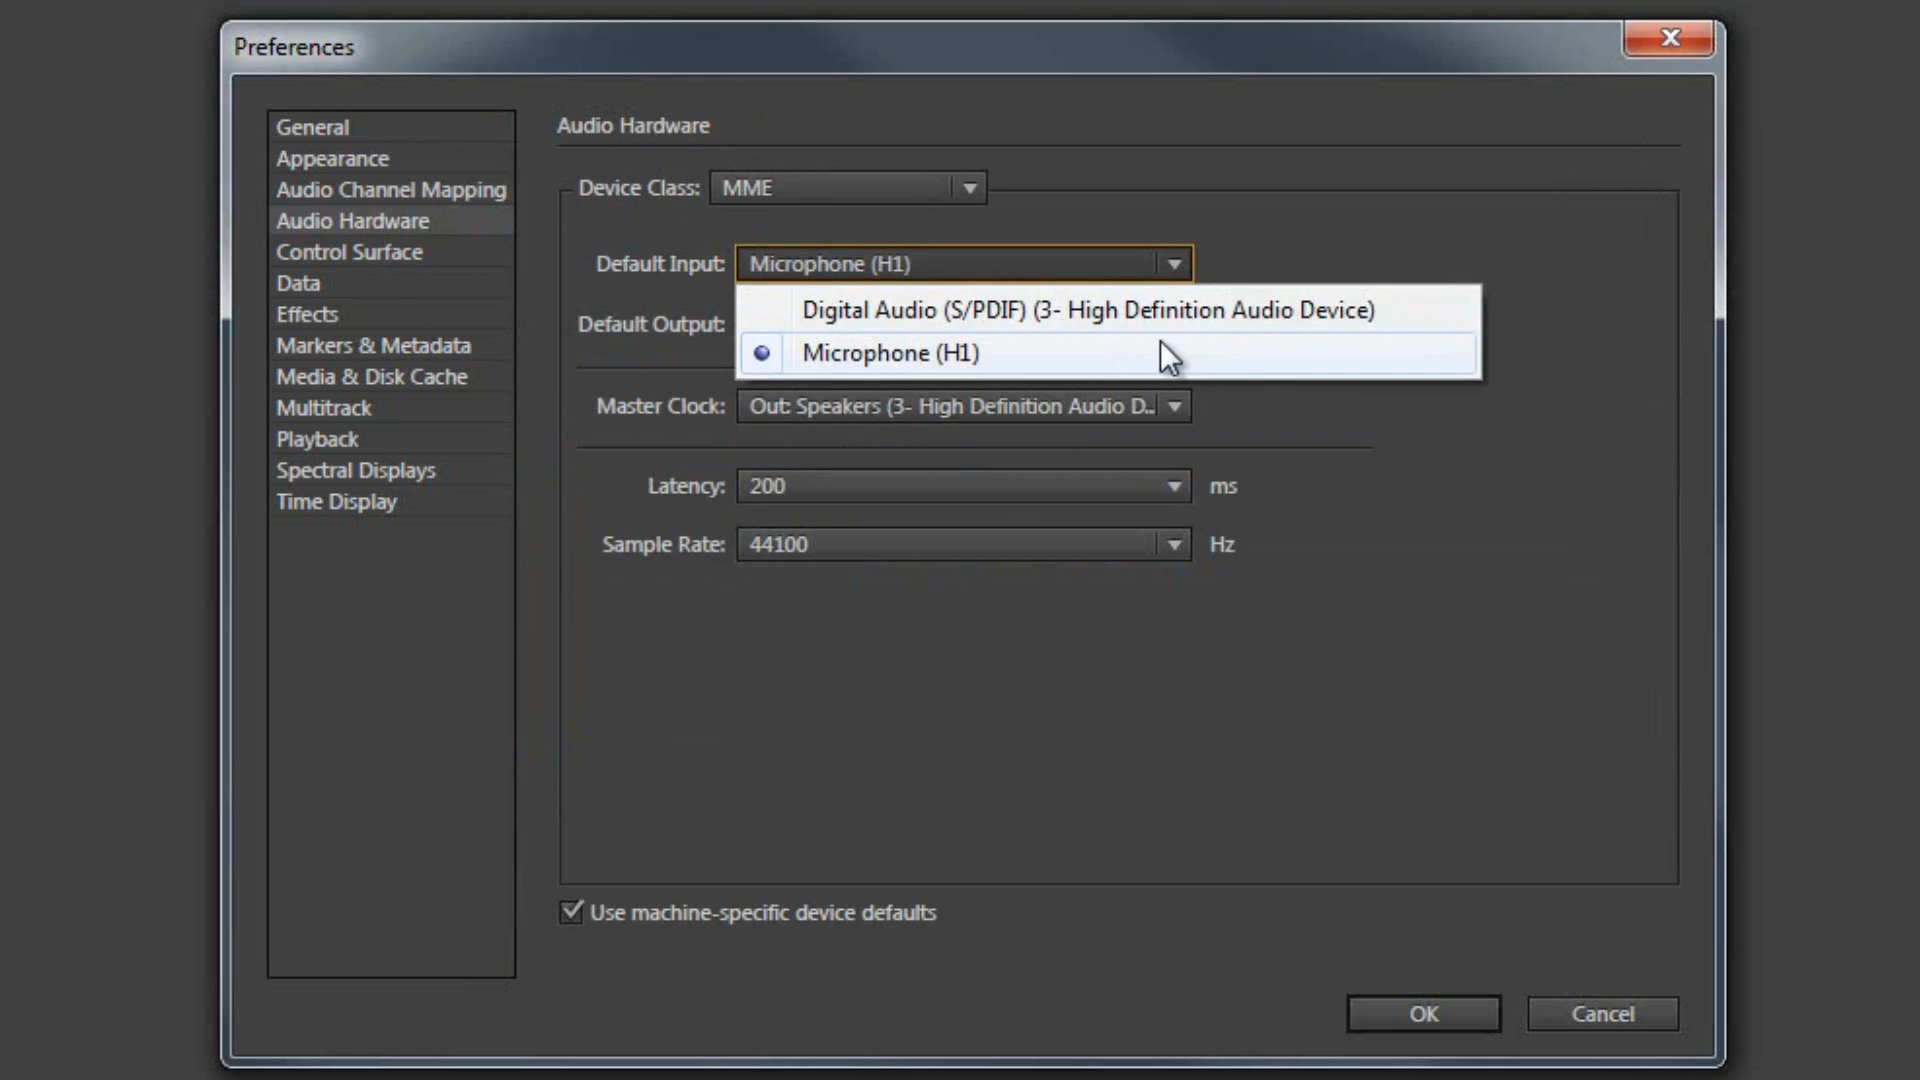 Preferences
General
Appearance
Audio Channel Mapping
Audio Hardware
Control Surface
Data
Effects
Markers & Metadata
Media & Disk Cache
Multitrack
Playback
Spectral Displays
Time Display
Audio Hardware
Device Class: MME
Default Input: Microphone (H1)
Digital Audio (S/PDIF) (3- High Definition Audio Device)
Microphone (H1)
Default Output:
Master Clock: Out: Speakers (3- High Definition Audio D...
Latency: 200 ms
Sample Rate: 44100 Hz
Use machine-specific device defaults
OK Cancel